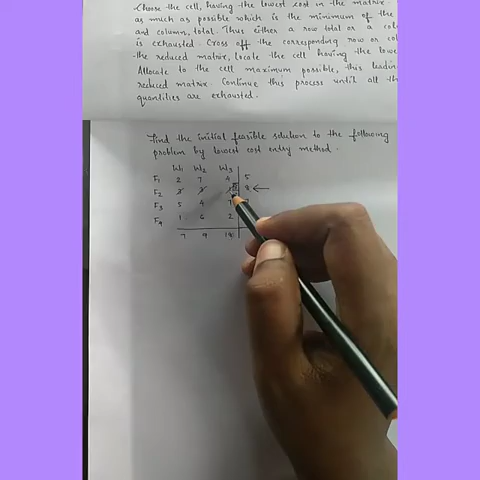 Choose the cell, having the lowest cost in the matrix.
as much as possible which is the minimum of the
and column, total. Thus either a row total or a col
is exhausted. Cross off the corresponding row or col
the reduced matrix, locate the cell having the lowe
Allocate to the cell maximum possible, this leadin
reduced matrix. Continue this process until all th
quantities are exhausted.
Find the initial feasible solution to the following
problem by lowest cost entry method.
W1 W2 W3
F1 2 7 4 5
F2 3 3 8 ←
F3 5 4 7
F4 1 6 2
7 9